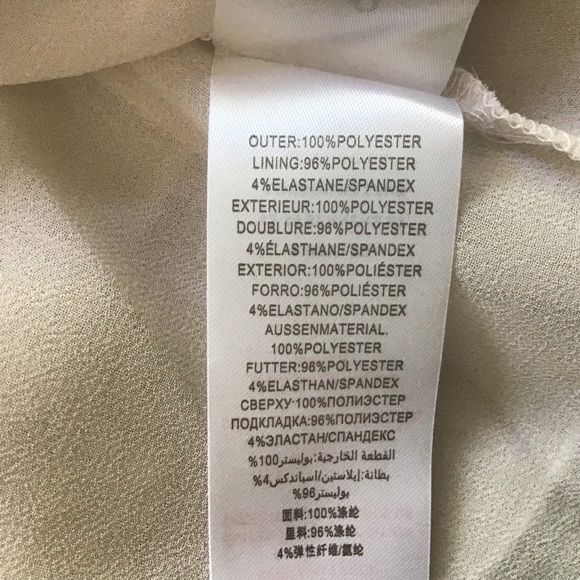 OUTER:100%POLYESTER
LINING:96%POLYESTER
4%ELASTANE/SPANDEX
EXTERIEUR:100%POLYESTER
DOUBLURE:96%POLYESTER
4%ÉLASTHANE/SPANDEX
EXTERIOR:100%POLIÉSTER
FORRO:96%POLIÉSTER
4%ELASTANO/SPANDEX
AUSSENMATERIAL.
100%POLYESTER
FUTTER:96%POLYESTER
4%ELASTHAN/SPANDEX
СВЕРХУ:100%ПОЛИЭСТЕР
ПОДКЛАДКА:96%ПОЛИЭСТЕР
4%ЭЛАСТАН/СПАНДЕКС
القطعة الخارجية:بوليستر100%
بطانة:إيلاستين/اسباندكس4%
بوليستر96%
面料:100%涤纶
里料:96%涤纶
4%弹性纤维/氨纶